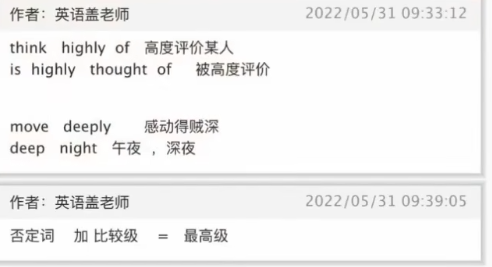 作者：英语盖老师 2022/05/31 09:33:12
think highly of 高度评价某人
is highly thought of 被高度评价
move deeply 感动得贼深
deep night 午夜 ，深夜
作者：英语盖老师 2022/05/31 09:39:05
否定词 加 比较级 = 最高级